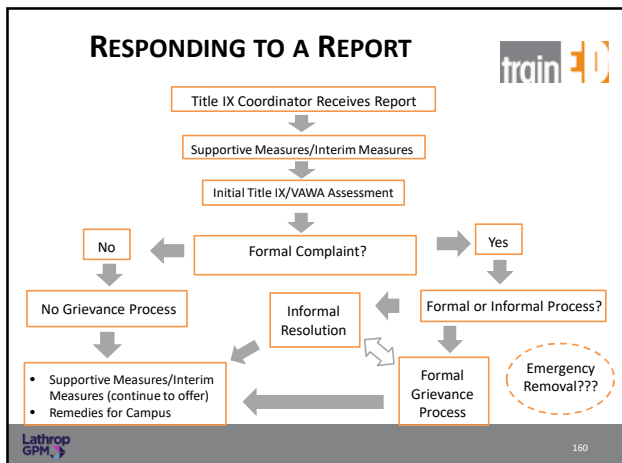 RESPONDING TO A REPORT
trainED
Title IX Coordinator Receives Report
Supportive Measures/Interim Measures
Initial Title IX/VAWA Assessment
No
Formal Complaint?
Yes
No Grievance Process
Informal
Resolution
Formal or Informal Process?
• Supportive Measures/Interim
Measures (continue to offer)
• Remedies for Campus
Formal
Grievance
Process
Emergency
Removal???
Lathrop
GPM
160